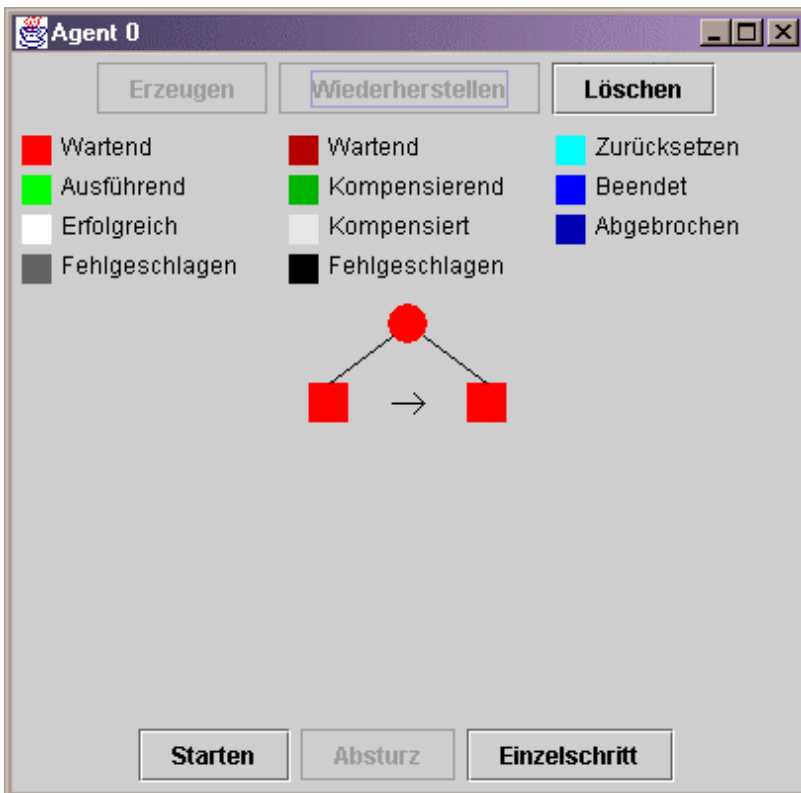 Agent 0
Erzeugen Wiederherstellen Löschen
Wartend Wartend Zurücksetzen
Ausführend Kompensierend Beendet
Erfolgreich Kompensiert Abgebrochen
Fehlgeschlagen Fehlgeschlagen
Starten Absturz Einzelschritt